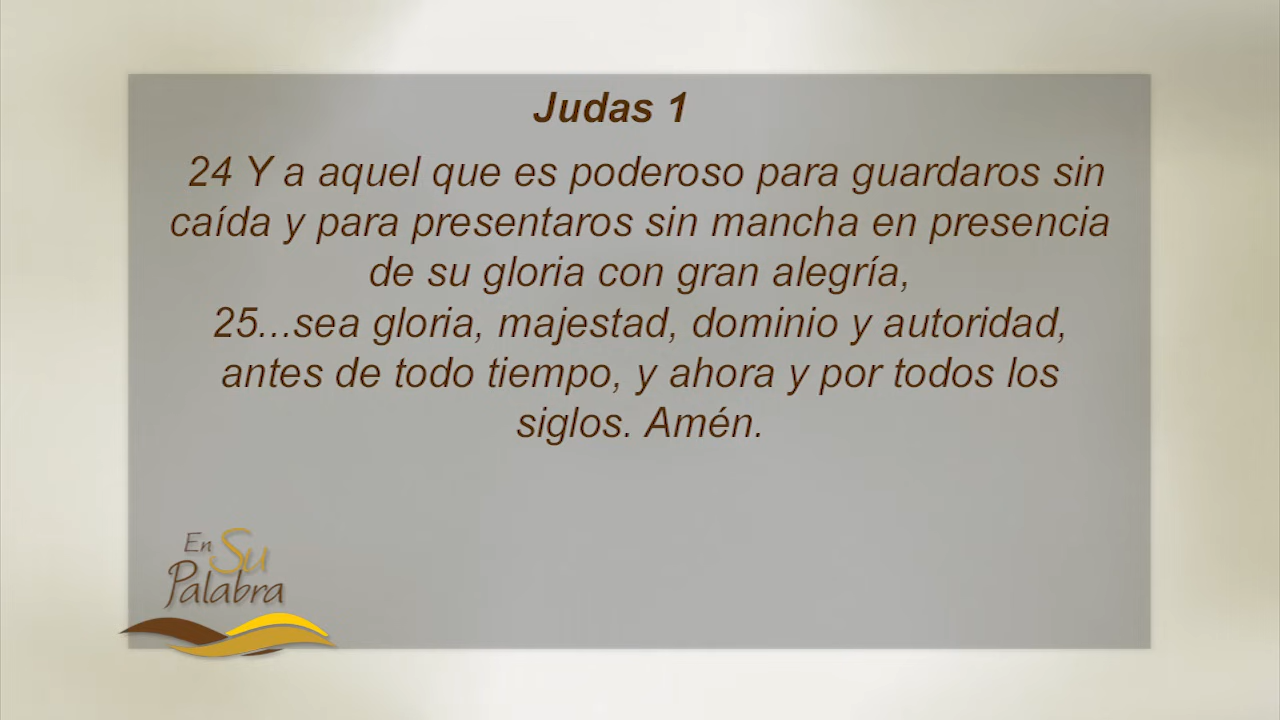 Judas 1
24 Y a aquel que es poderoso para guardaros sin
caída y para presentaros sin mancha en presencia
de su gloria con gran alegría,
25...sea gloria, majestad, dominio y autoridad,
antes de todo tiempo, y ahora y por todos los
siglos. Amén.
En Su
Palabra